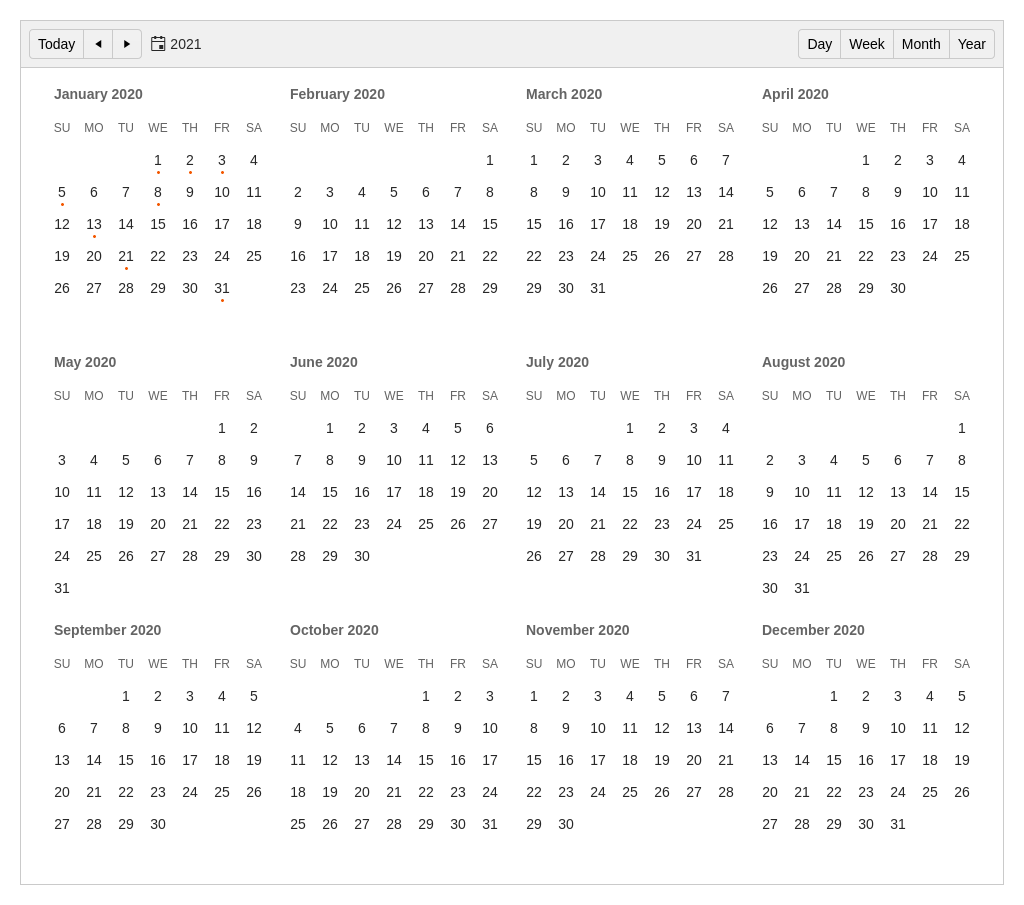 Today 2021 Day Week Month Year
January 2020 February 2020 March 2020 April 2020
SU MO TU WE TH FR SA SU MO TU WE TH FR SA SU MO TU WE TH FR SA SU MO TU WE TH FR SA
1 2 3 4 1 1 2 3 4 5 6 7 1 2 3 4
5 6 7 8 9 10 11 2 3 4 5 6 7 8 8 9 10 11 12 13 14 5 6 7 8 9 10 11
12 13 14 15 16 17 18 9 10 11 12 13 14 15 15 16 17 18 19 20 21 12 13 14 15 16 17 18
19 20 21 22 23 24 25 16 17 18 19 20 21 22 22 23 24 25 26 27 28 19 20 21 22 23 24 25
26 27 28 29 30 31 23 24 25 26 27 28 29 29 30 31 26 27 28 29 30
May 2020 June 2020 July 2020 August 2020
SU MO TU WE TH FR SA SU MO TU WE TH FR SA SU MO TU WE TH FR SA SU MO TU WE TH FR SA
1 2 1 2 3 4 5 6 1 2 3 4 1
3 4 5 6 7 8 9 7 8 9 10 11 12 13 5 6 7 8 9 10 11 2 3 4 5 6 7 8
10 11 12 13 14 15 16 14 15 16 17 18 19 20 12 13 14 15 16 17 18 9 10 11 12 13 14 15
17 18 19 20 21 22 23 21 22 23 24 25 26 27 19 20 21 22 23 24 25 16 17 18 19 20 21 22
24 25 26 27 28 29 30 28 29 30 26 27 28 29 30 31 23 24 25 26 27 28 29
31 30 31
September 2020 October 2020 November 2020 December 2020
SU MO TU WE TH FR SA SU MO TU WE TH FR SA SU MO TU WE TH FR SA SU MO TU WE TH FR SA
1 2 3 4 5 1 2 3 1 2 3 4 5 6 7 1 2 3 4 5
6 7 8 9 10 11 12 4 5 6 7 8 9 10 8 9 10 11 12 13 14 6 7 8 9 10 11 12
13 14 15 16 17 18 19 11 12 13 14 15 16 17 15 16 17 18 19 20 21 13 14 15 16 17 18 19
20 21 22 23 24 25 26 18 19 20 21 22 23 24 22 23 24 25 26 27 28 20 21 22 23 24 25 26
27 28 29 30 25 26 27 28 29 30 31 29 30 27 28 29 30 31